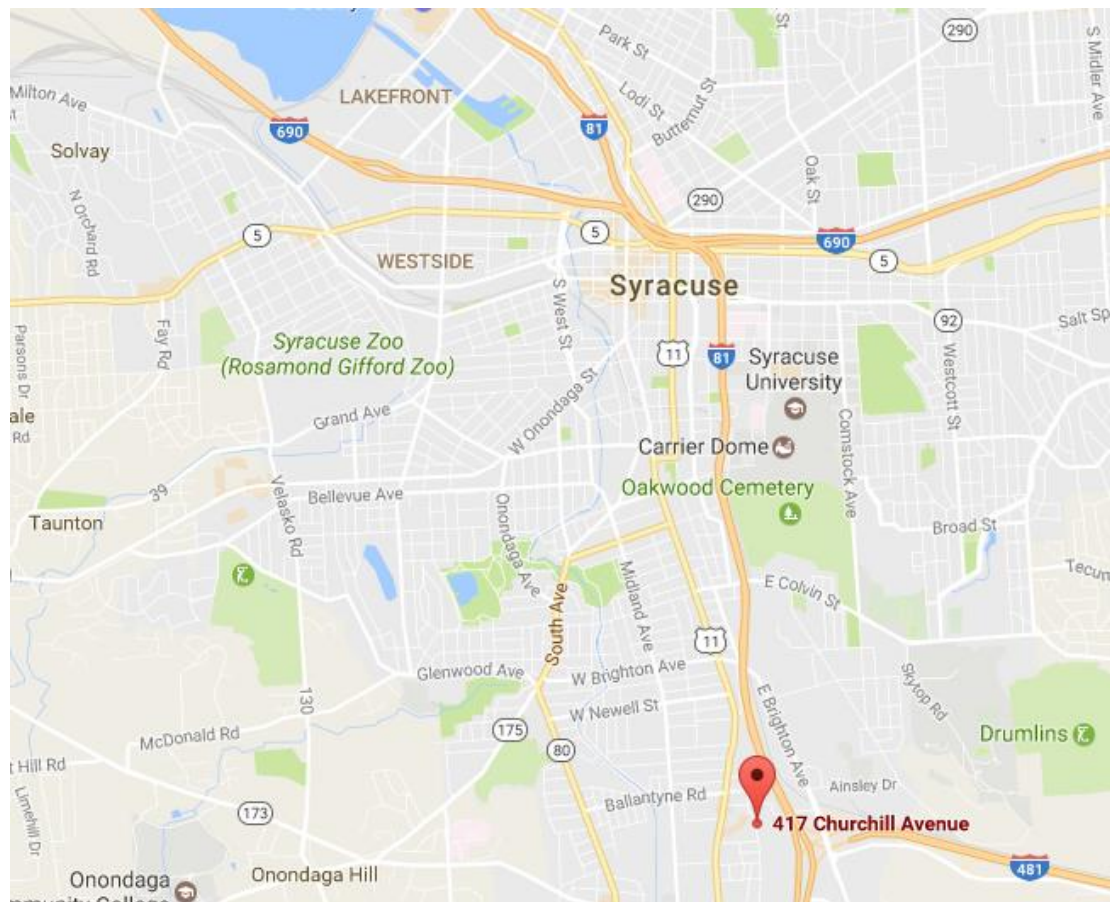 Park St
290
S Midler Ave
Milton Ave
LAKEFRONT
Lodi St
Butternut St
690
81
Solvay
Oak St
N Orchard Rd
290
5
5
690
5
WESTSIDE
Syracuse
S West St
92
Salt Sp
Parsons Dr
Fay Rd
Syracuse Zoo
(Rosamond Gifford Zoo)
11
81
Syracuse
University
Westcott St
ale
Rd
Grand Ave
W Onondaga St
Comstock Ave
Carrier Dome
39
Velasko Rd
Bellevue Ave
Oakwood Cemetery
Taunton
Onondaga Ave
Broad St
Tecum
E Colvin St
Midland Ave
South Ave
11
Glenwood Ave
W Brighton Ave
Skytop Rd
130
W Newell St
E Brighton Ave
McDonald Rd
175
80
Drumlins
t Hill Rd
Limehill Dr
Ainsley Dr
Ballantyne Rd
173
417 Churchill Avenue
481
Onondaga Hill
Onondaga